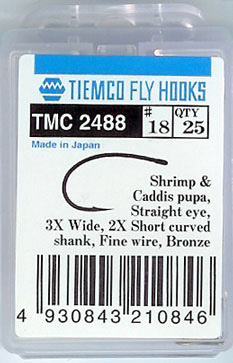 TIEMCO FLY HOOKS
TMC 2488 # 18 QTY 25
Made in Japan
Shrimp &
Caddis pupa,
Straight eye,
3X Wide, 2X Short curved
shank, Fine wire, Bronze
4 930843 210846